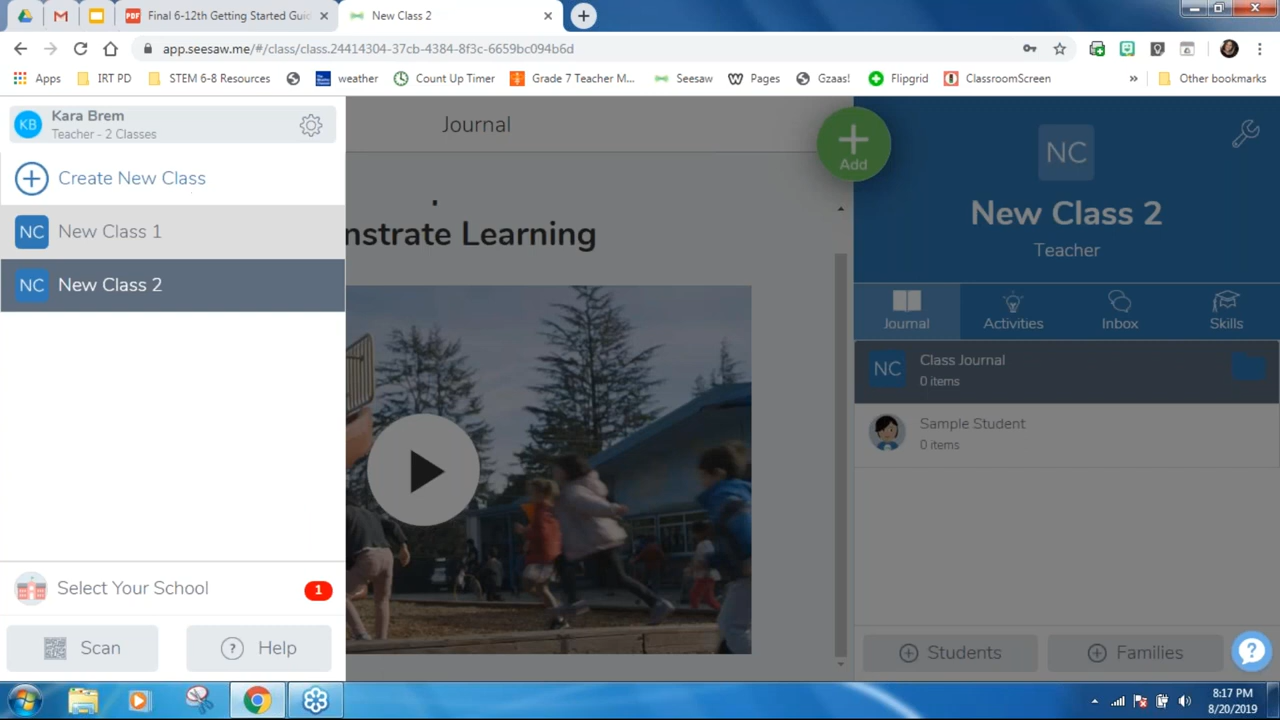 PDF
Final 6-12th Getting Started Guid
New Class 2
app.seesaw.me/#/class/class.24414304-37cb-4384-8f3c-6659bc094b6d
Apps
IRT PD
STEM 6-8 Resources
weather
Count Up Timer
Grade 7 Teacher M...
Seesaw
Pages
Gzaas!
Flipgrid
ClassroomScreen
»
Other bookmarks
KB
Kara Brem
Teacher - 2 Classes
Create New Class
NC
New Class 1
NC
New Class 2
Select Your School
1
Scan
? Help
Journal
nstrate Learning
Add
NC
New Class 2
Teacher
Journal
Activities
Inbox
Skills
NC
Class Journal
0 items
Sample Student
0 items
Students
Families
?
8:17 PM
8/20/2019